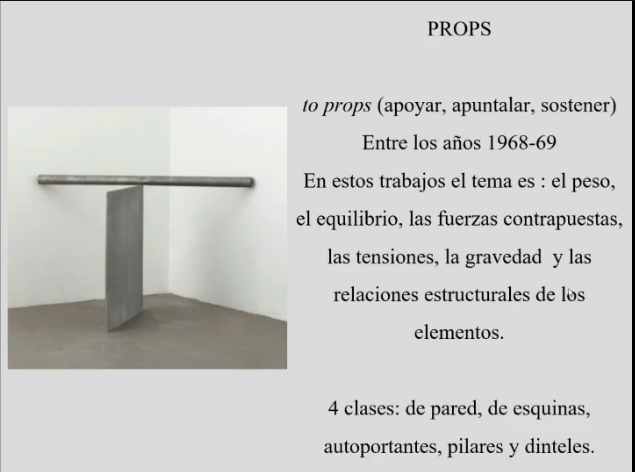 PROPS
to props (apoyar, apuntalar, sostener)
Entre los años 1968-69
En estos trabajos el tema es : el peso,
el equilibrio, las fuerzas contrapuestas,
las tensiones, la gravedad y las
relaciones estructurales de los
elementos.
4 clases: de pared, de esquinas,
autoportantes, pilares y dinteles.